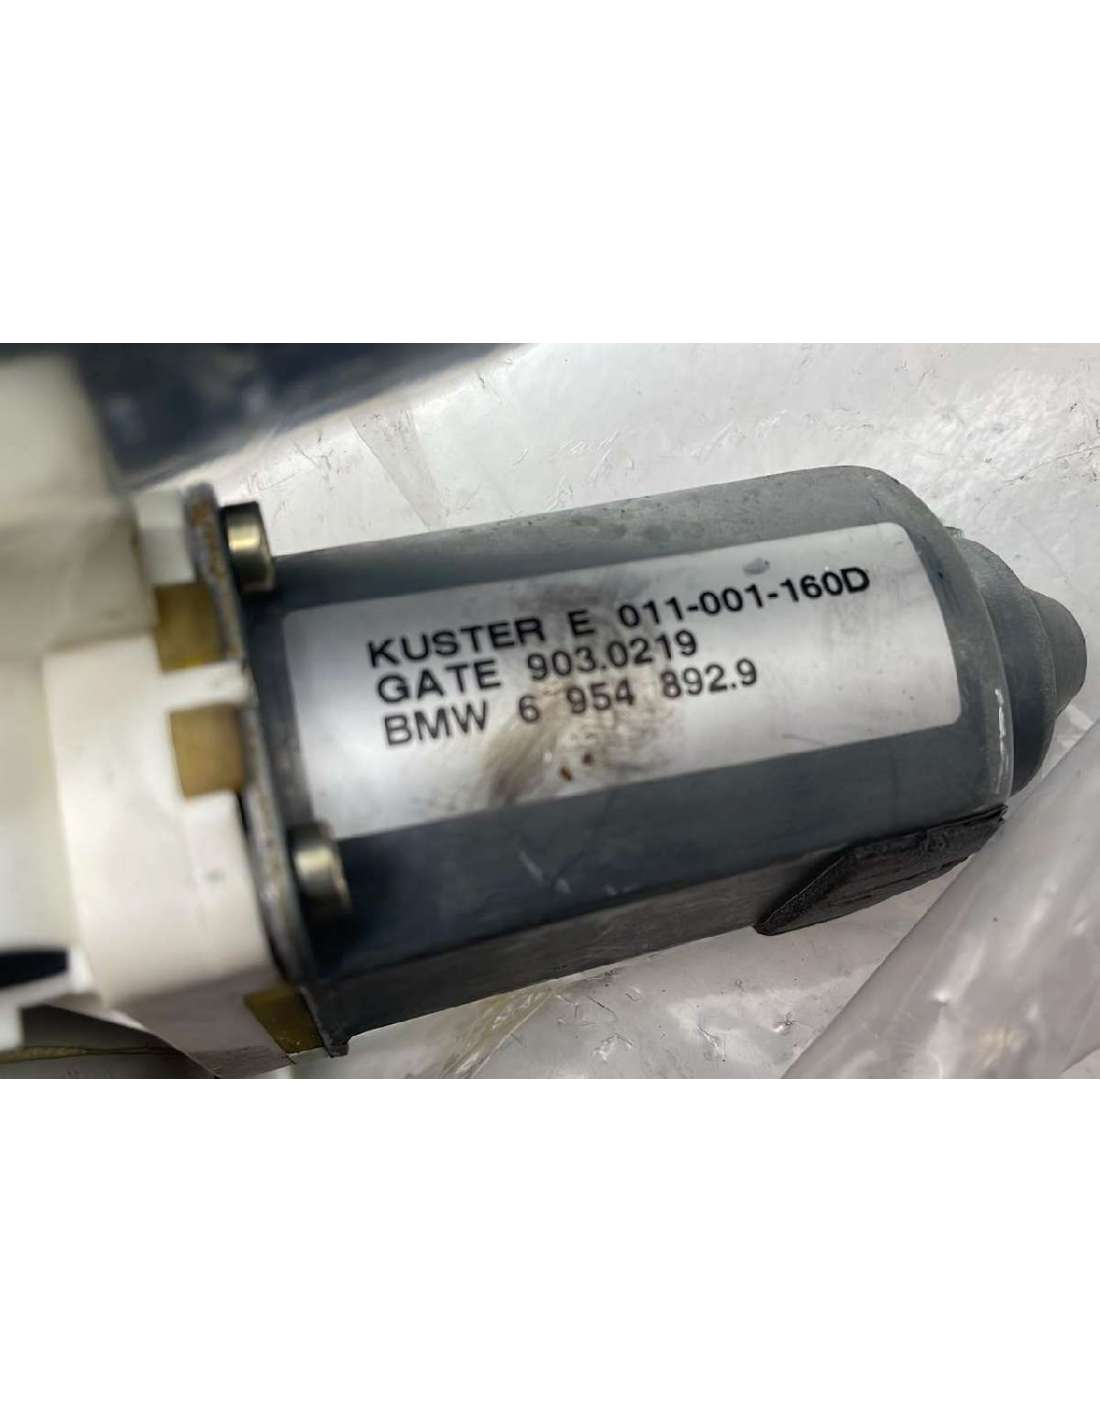 KUSTER E 011-001-160D
GATE 903.0219
BMW 6 954 892.9